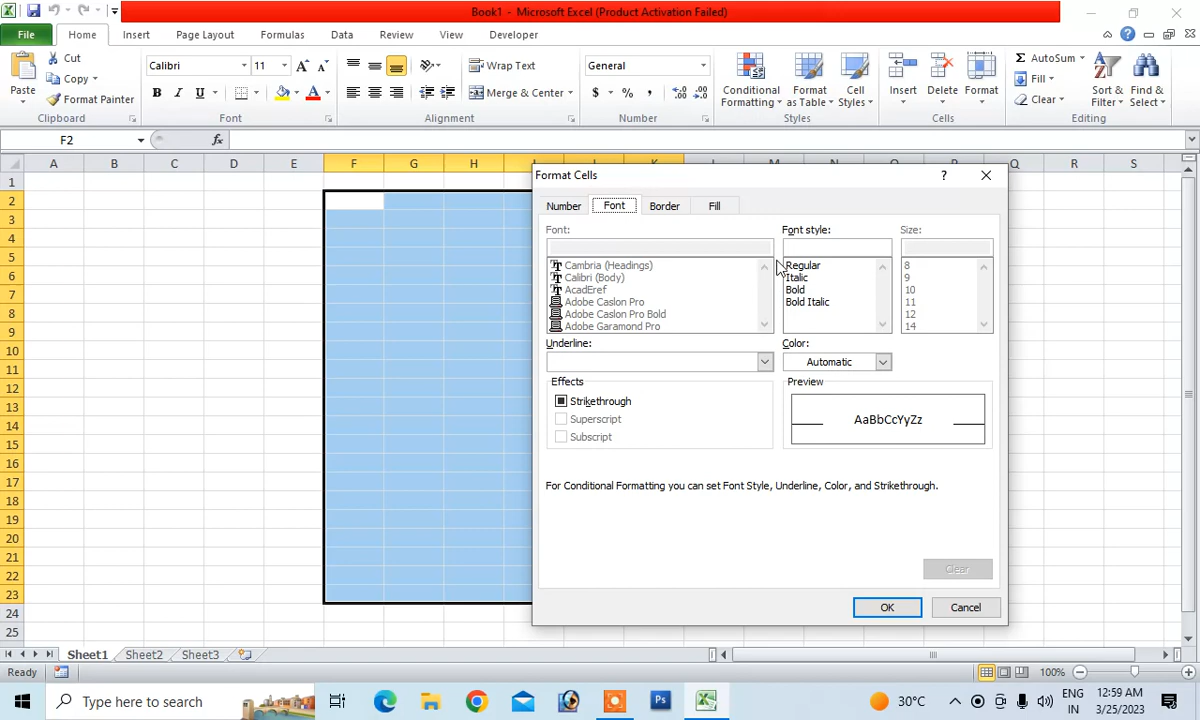 Book1 - Microsoft Excel (Product Activation Failed)
File Home Insert Page Layout Formulas Data Review View Developer
Paste Cut Copy Format Painter
Clipboard
Calibri 11
B I U
Font
Wrap Text
Merge & Center
Alignment
General
$ % ,
Number
Conditional Formatting Format as Table Cell Styles
Styles
Insert Delete Format
Cells
AutoSum
Fill
Clear
Sort & Filter Find & Select
Editing
F2 fx
A B C D E F G H M N Q R S
1
2
3
4
5
6
7
8
9
10
11
12
13
14
15
16
17
18
19
20
21
22
23
24
25
Format Cells ?
Number Font Border Fill
Font: Font style: Size:
Cambria (Headings) Regular 8
Calibri (Body) Italic 9
AcadEref Bold 10
Adobe Caslon Pro Bold Italic 11
Adobe Caslon Pro Bold 12
Adobe Garamond Pro 14
Underline: Color:
Automatic
Effects Preview
Strikethrough
Superscript AaBbCcYyZz
Subscript
For Conditional Formatting you can set Font Style, Underline, Color, and Strikethrough.
Clear
OK Cancel
Sheet1 Sheet2 Sheet3
Ready 100%
Type here to search
Ps
30°C
ENG
IN
12:59 AM
3/25/2023